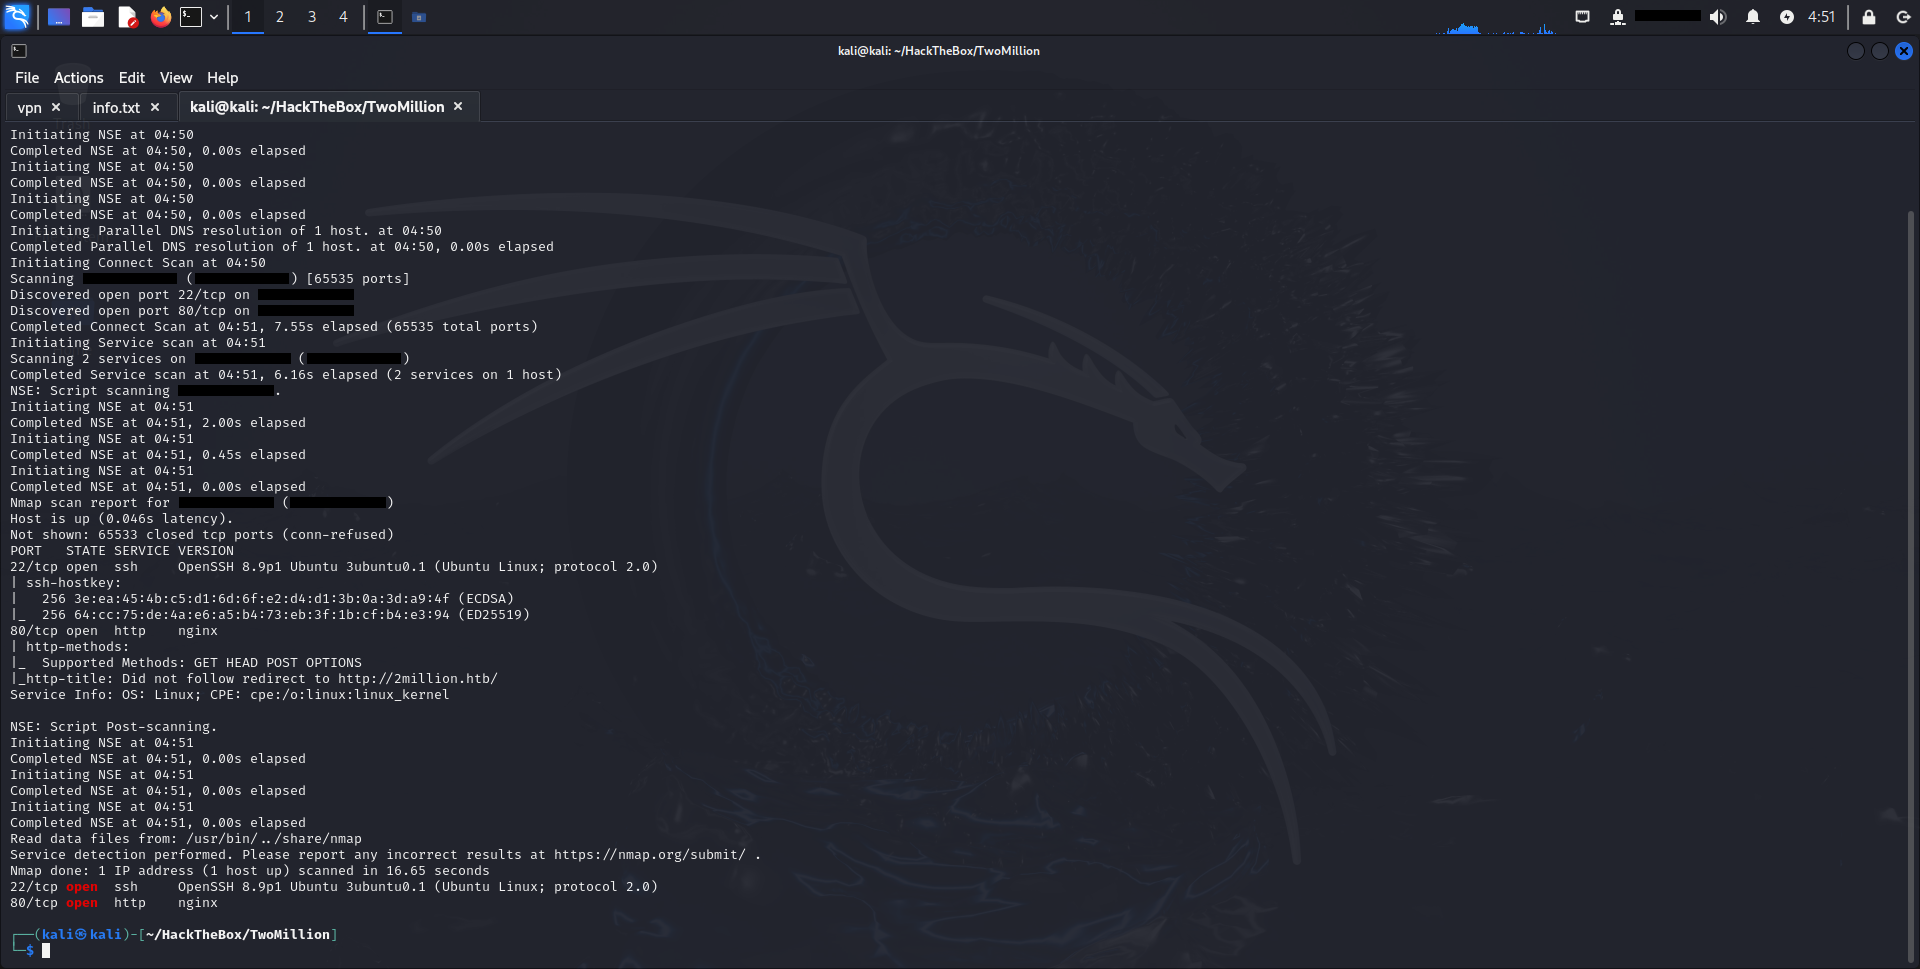 1 2 3 4
4:51
kali@kali: ~/HackTheBox/TwoMillion
File Actions Edit View Help
vpn info.txt kali@kali: ~/HackTheBox/TwoMillion
Initiating NSE at 04:50
Completed NSE at 04:50, 0.00s elapsed
Initiating NSE at 04:50
Completed NSE at 04:50, 0.00s elapsed
Initiating NSE at 04:50
Completed NSE at 04:50, 0.00s elapsed
Initiating Parallel DNS resolution of 1 host. at 04:50
Completed Parallel DNS resolution of 1 host. at 04:50, 0.00s elapsed
Initiating Connect Scan at 04:50
Scanning ( ) [65535 ports]
Discovered open port 22/tcp on
Discovered open port 80/tcp on
Completed Connect Scan at 04:51, 7.55s elapsed (65535 total ports)
Initiating Service scan at 04:51
Scanning 2 services on ( )
Completed Service scan at 04:51, 6.16s elapsed (2 services on 1 host)
NSE: Script scanning .
Initiating NSE at 04:51
Completed NSE at 04:51, 2.00s elapsed
Initiating NSE at 04:51
Completed NSE at 04:51, 0.45s elapsed
Initiating NSE at 04:51
Completed NSE at 04:51, 0.00s elapsed
Nmap scan report for ( )
Host is up (0.046s latency).
Not shown: 65533 closed tcp ports (conn-refused)
PORT   STATE SERVICE VERSION
22/tcp open  ssh     OpenSSH 8.9p1 Ubuntu 3ubuntu0.1 (Ubuntu Linux; protocol 2.0)
| ssh-hostkey:
|   256 3e:ea:45:4b:c5:d1:6d:6f:e2:d4:d1:3b:0a:3d:a9:4f (ECDSA)
|_  256 64:cc:75:de:4a:e6:a5:b4:73:eb:3f:1b:cf:b4:e3:94 (ED25519)
80/tcp open  http    nginx
| http-methods:
|_  Supported Methods: GET HEAD POST OPTIONS
|_http-title: Did not follow redirect to http://2million.htb/
Service Info: OS: Linux; CPE: cpe:/o:linux:linux_kernel
NSE: Script Post-scanning.
Initiating NSE at 04:51
Completed NSE at 04:51, 0.00s elapsed
Initiating NSE at 04:51
Completed NSE at 04:51, 0.00s elapsed
Initiating NSE at 04:51
Completed NSE at 04:51, 0.00s elapsed
Read data files from: /usr/bin/../share/nmap
Service detection performed. Please report any incorrect results at https://nmap.org/submit/ .
Nmap done: 1 IP address (1 host up) scanned in 16.65 seconds
22/tcp open  ssh     OpenSSH 8.9p1 Ubuntu 3ubuntu0.1 (Ubuntu Linux; protocol 2.0)
80/tcp open  http    nginx
┌──(kali㉿kali)-[~/HackTheBox/TwoMillion]
└─$